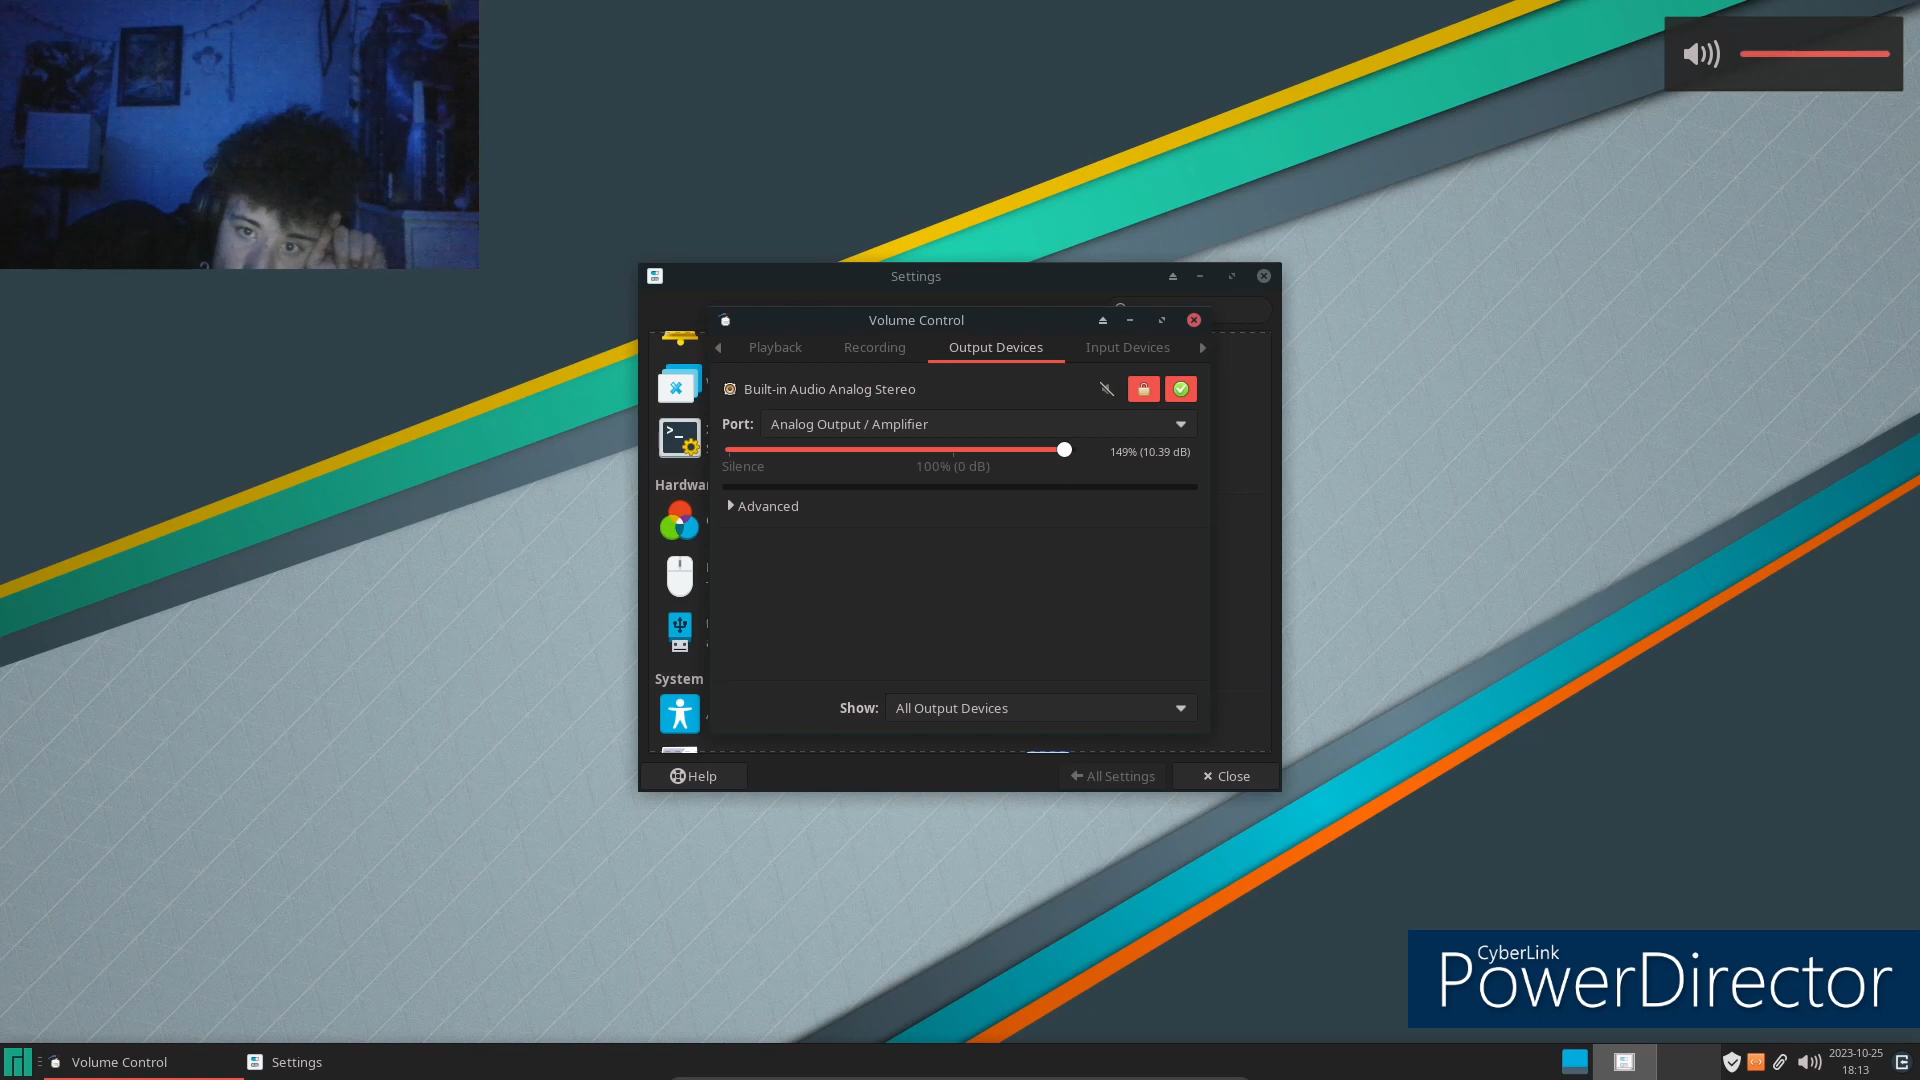 Settings
Volume Control
Playback
Recording
Output Devices
Input Devices
Built-in Audio Analog Stereo
Port:
Analog Output / Amplifier
149% (10.39 dB)
Silence
100% (0 dB)
Advanced
Hardwa
System
Show:
All Output Devices
Help
All Settings
Close
CyberLink
PowerDirector
Volume Control
Settings
2023-10-25
18:13